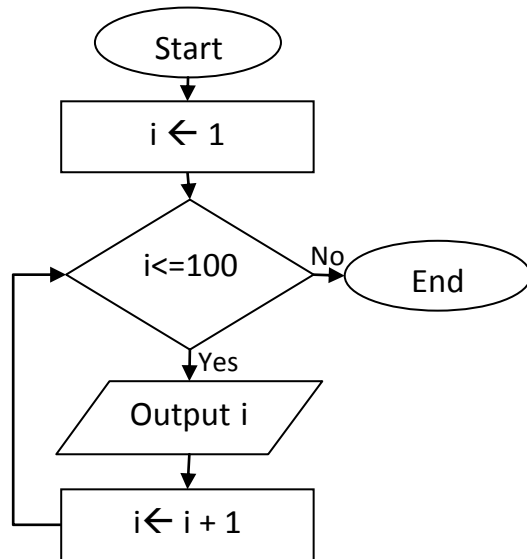 Start
i ← 1
i<=100
No
End
Yes
Output i
i← i + 1